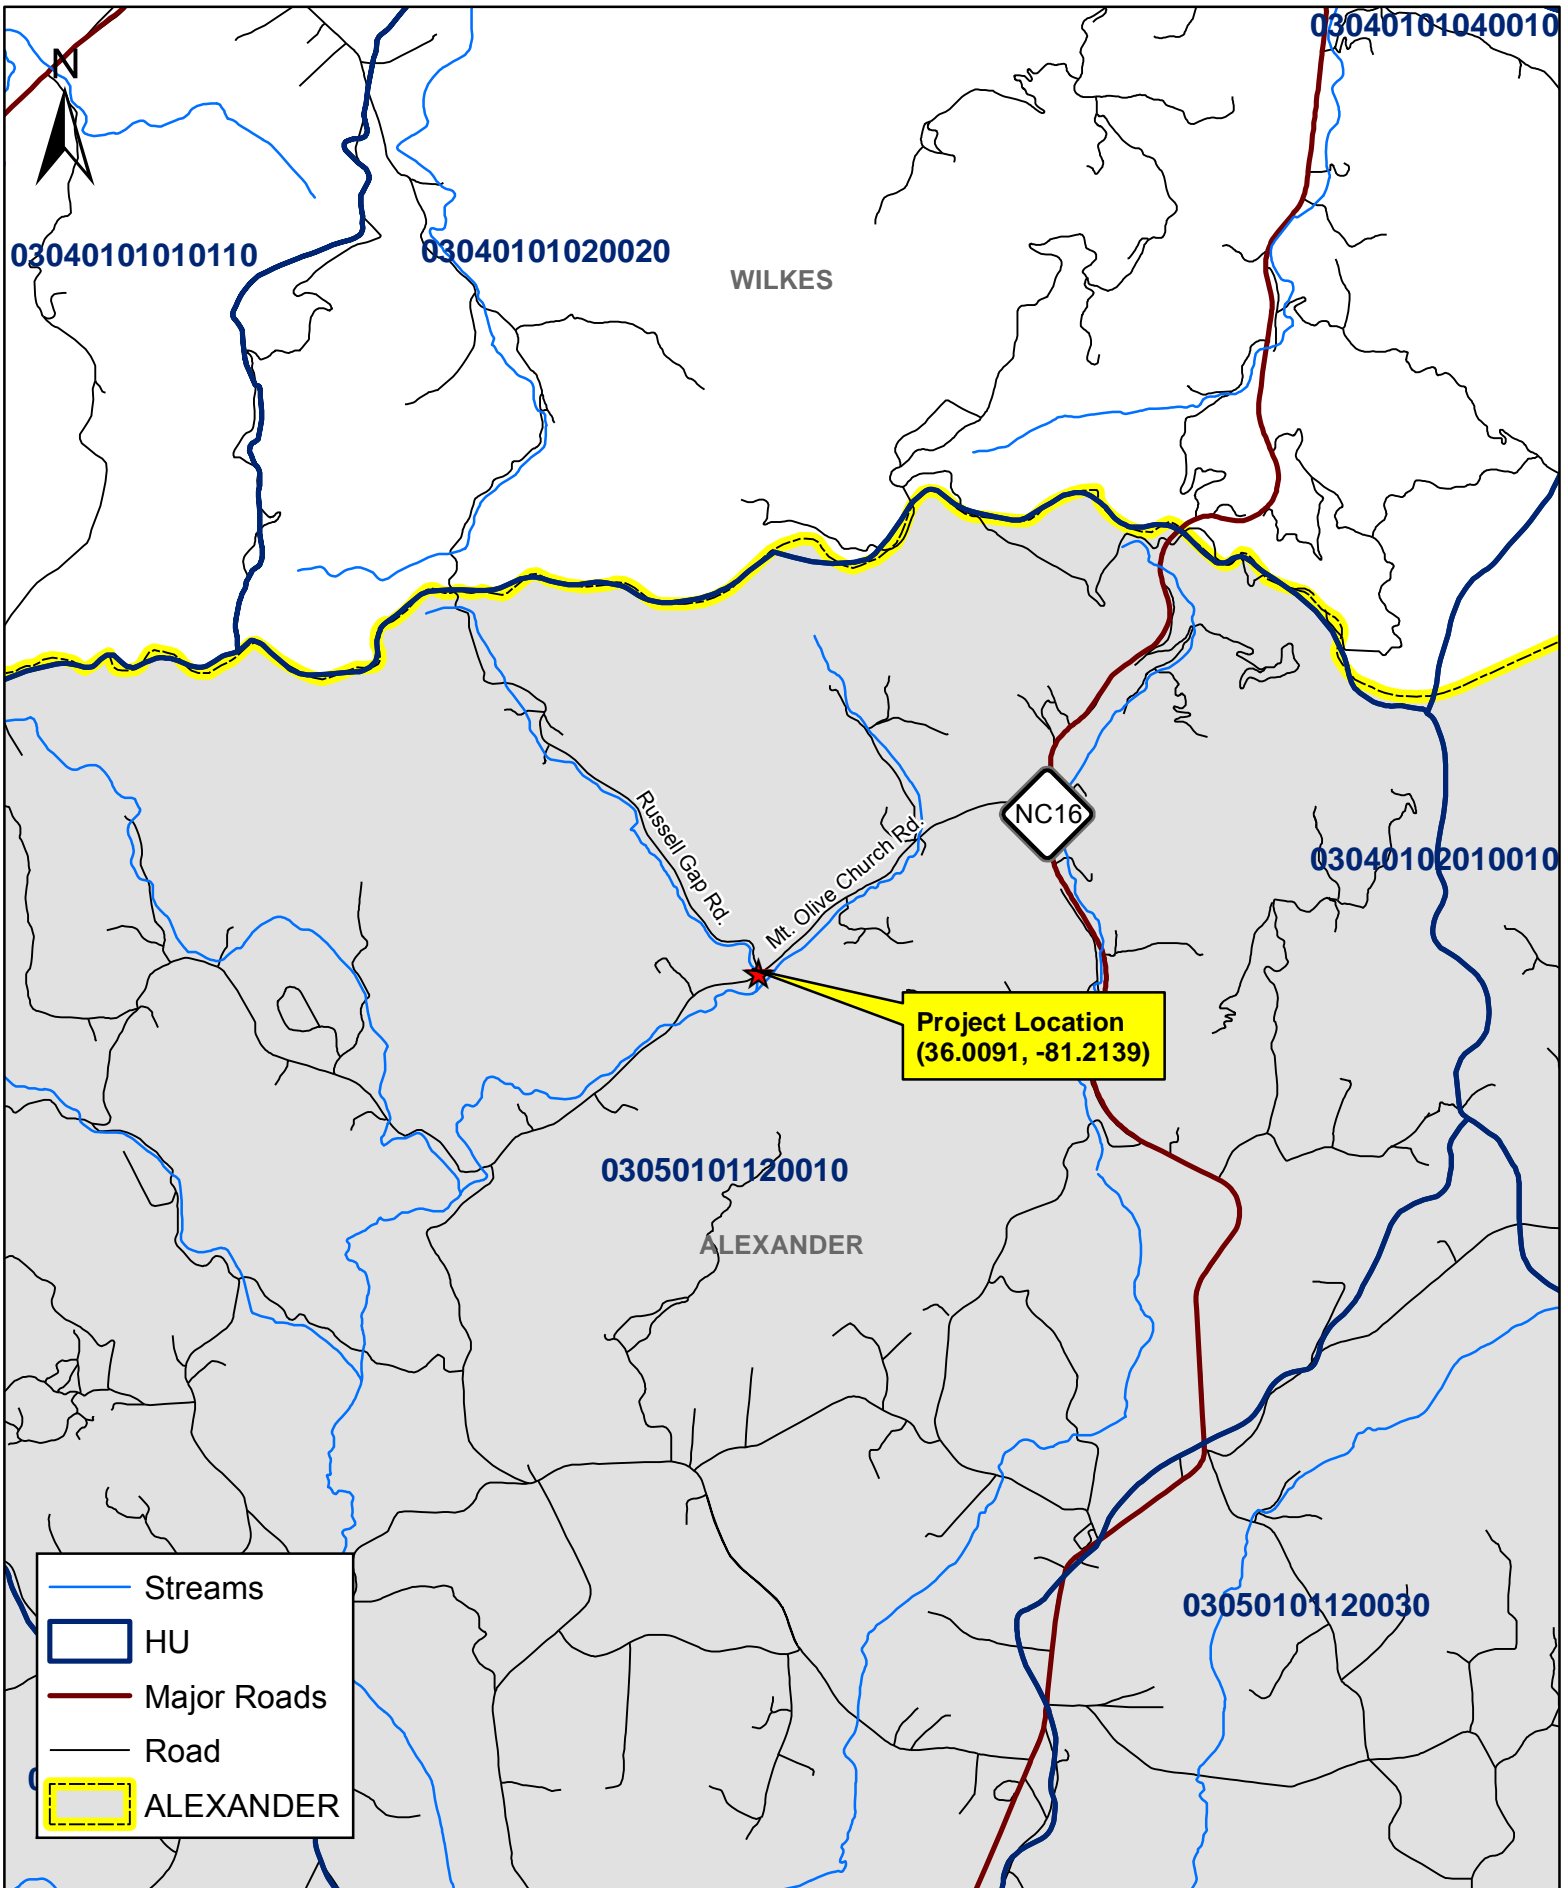 03040101040010
N
03040101010110
03040101020020
WILKES
Russell Gap Rd.
Mt. Olive Church Rd.
NC16
03040102010010
Project Location
(36.0091, -81.2139)
03050101120010
ALEXANDER
03050101120030
Streams
HU
Major Roads
Road
ALEXANDER